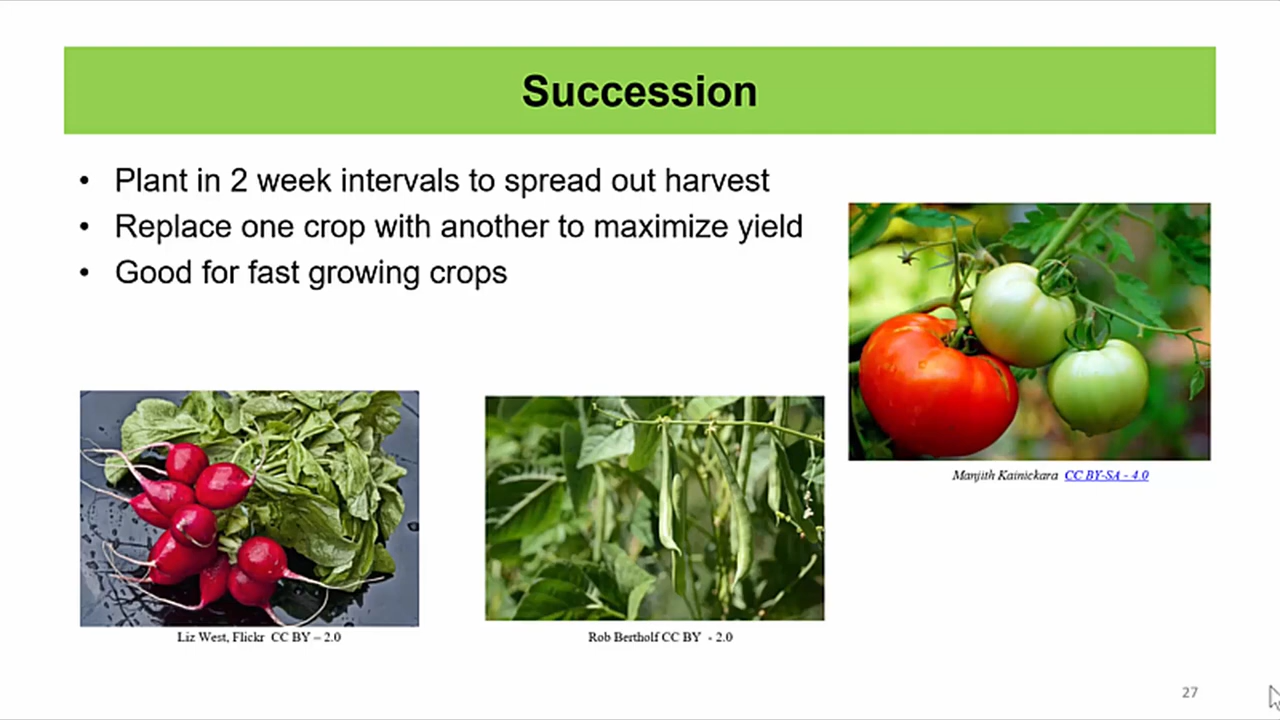 Succession
• Plant in 2 week intervals to spread out harvest
• Replace one crop with another to maximize yield
• Good for fast growing crops
Manjith Kainickara CC BY-SA - 4.0
Liz West, Flickr CC BY – 2.0
Rob Bertholf CC BY - 2.0
27